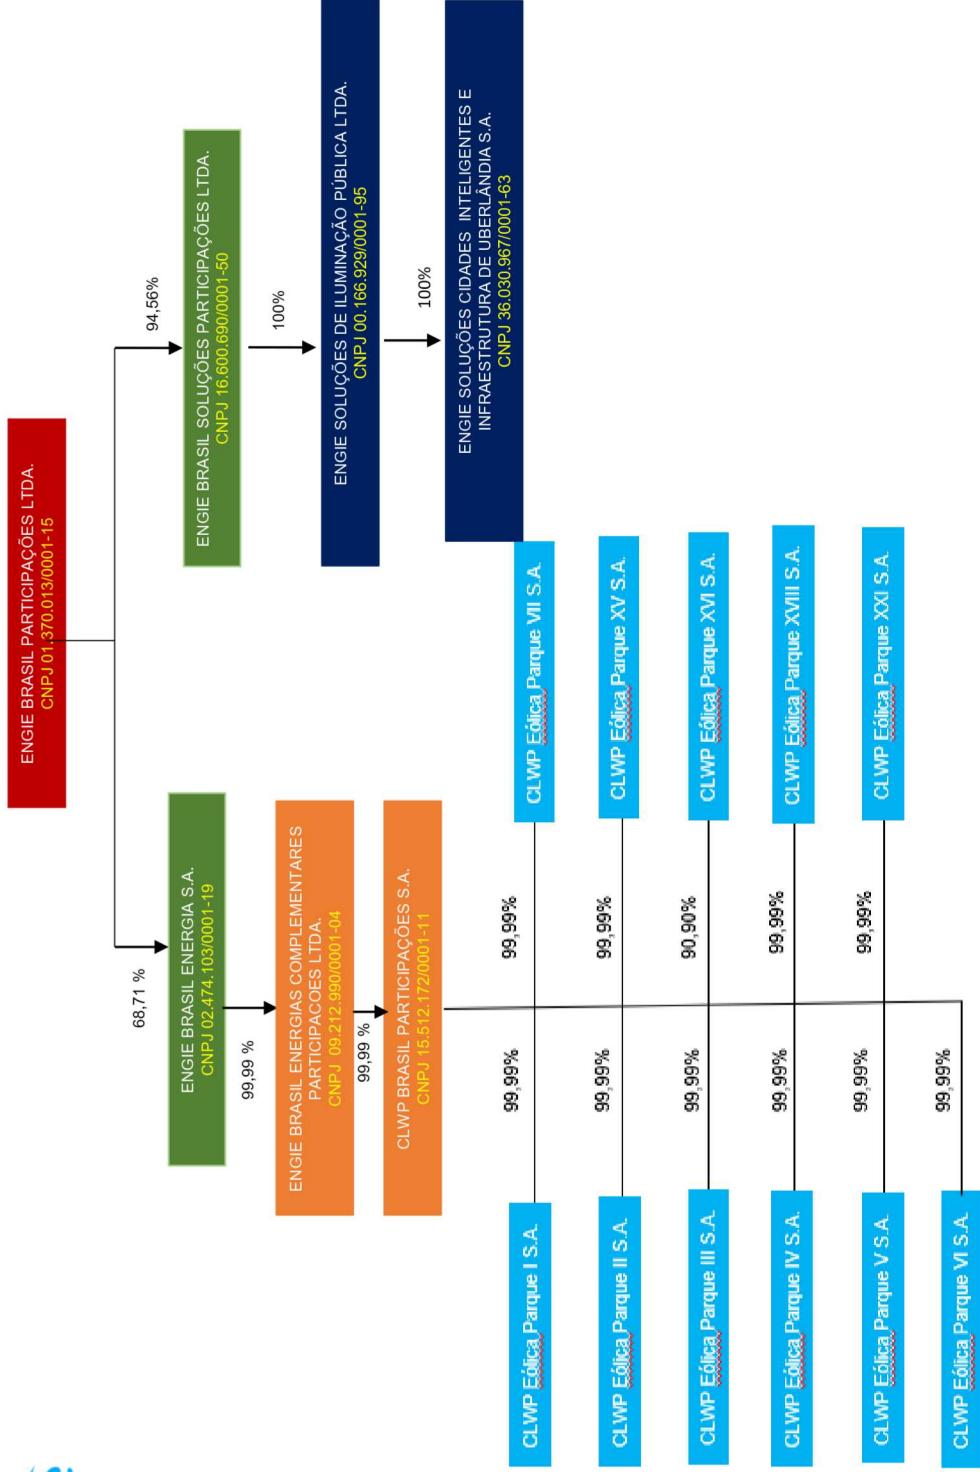 ENGIE BRASIL PARTICIPAÇÕES LTDA.
CNPJ 01.370.013/0001-15
68,71 %
94,56%
ENGIE BRASIL ENERGIA S.A.
CNPJ 02.474.103/0001-19
ENGIE BRASIL SOLUÇÕES PARTICIPAÇÕES LTDA.
CNPJ 16.600.690/0001-50
99,99 %
100%
ENGIE BRASIL ENERGIAS COMPLEMENTARES
PARTICIPACOES LTDA.
CNPJ 09.212.990/0001-04
ENGIE SOLUÇÕES DE ILUMINAÇÃO PÚBLICA LTDA.
CNPJ 00.166.929/0001-95
99,99 %
100%
CLWP BRASIL PARTICIPAÇÕES S.A.
CNPJ 15.512.172/0001-11
ENGIE SOLUÇÕES CIDADES INTELIGENTES E
INFRAESTRUTURA DE UBERLÂNDIA S.A.
CNPJ 36.030.967/0001-63
CLWP Eólica Parque I S.A.
99,99%
99,99%
CLWP Eólica Parque VII S.A.
CLWP Eólica Parque II S.A.
99,99%
99,99%
CLWP Eólica Parque XV S.A.
CLWP Eólica Parque III S.A.
99,99%
90,90%
CLWP Eólica Parque XVI S.A.
CLWP Eólica Parque IV S.A.
99,99%
99,99%
CLWP Eólica Parque XVIII S.A.
CLWP Eólica Parque V S.A.
99,99%
99,99%
CLWP Eólica Parque XXI S.A.
CLWP Eólica Parque VI S.A.
99,99%